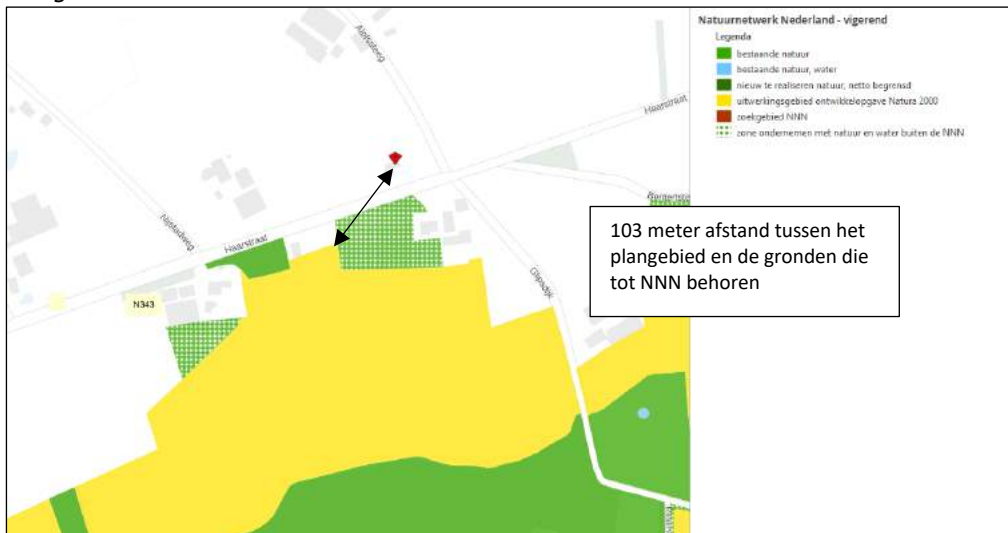 Natuurnetwerk Nederland - vigerend
Legenda
bestaande natuur
bestaande natuur, water
nieuw te realiseren natuur, netto begrensd
uitwerkingsgebied ontwikkelopgave Natura 2000
zoekgebied NNN
zone ondernemen met natuur en water buiten de NNN
Haarstraat
Haarstraat
N343
103 meter afstand tussen het
plangebied en de gronden die
tot NNN behoren